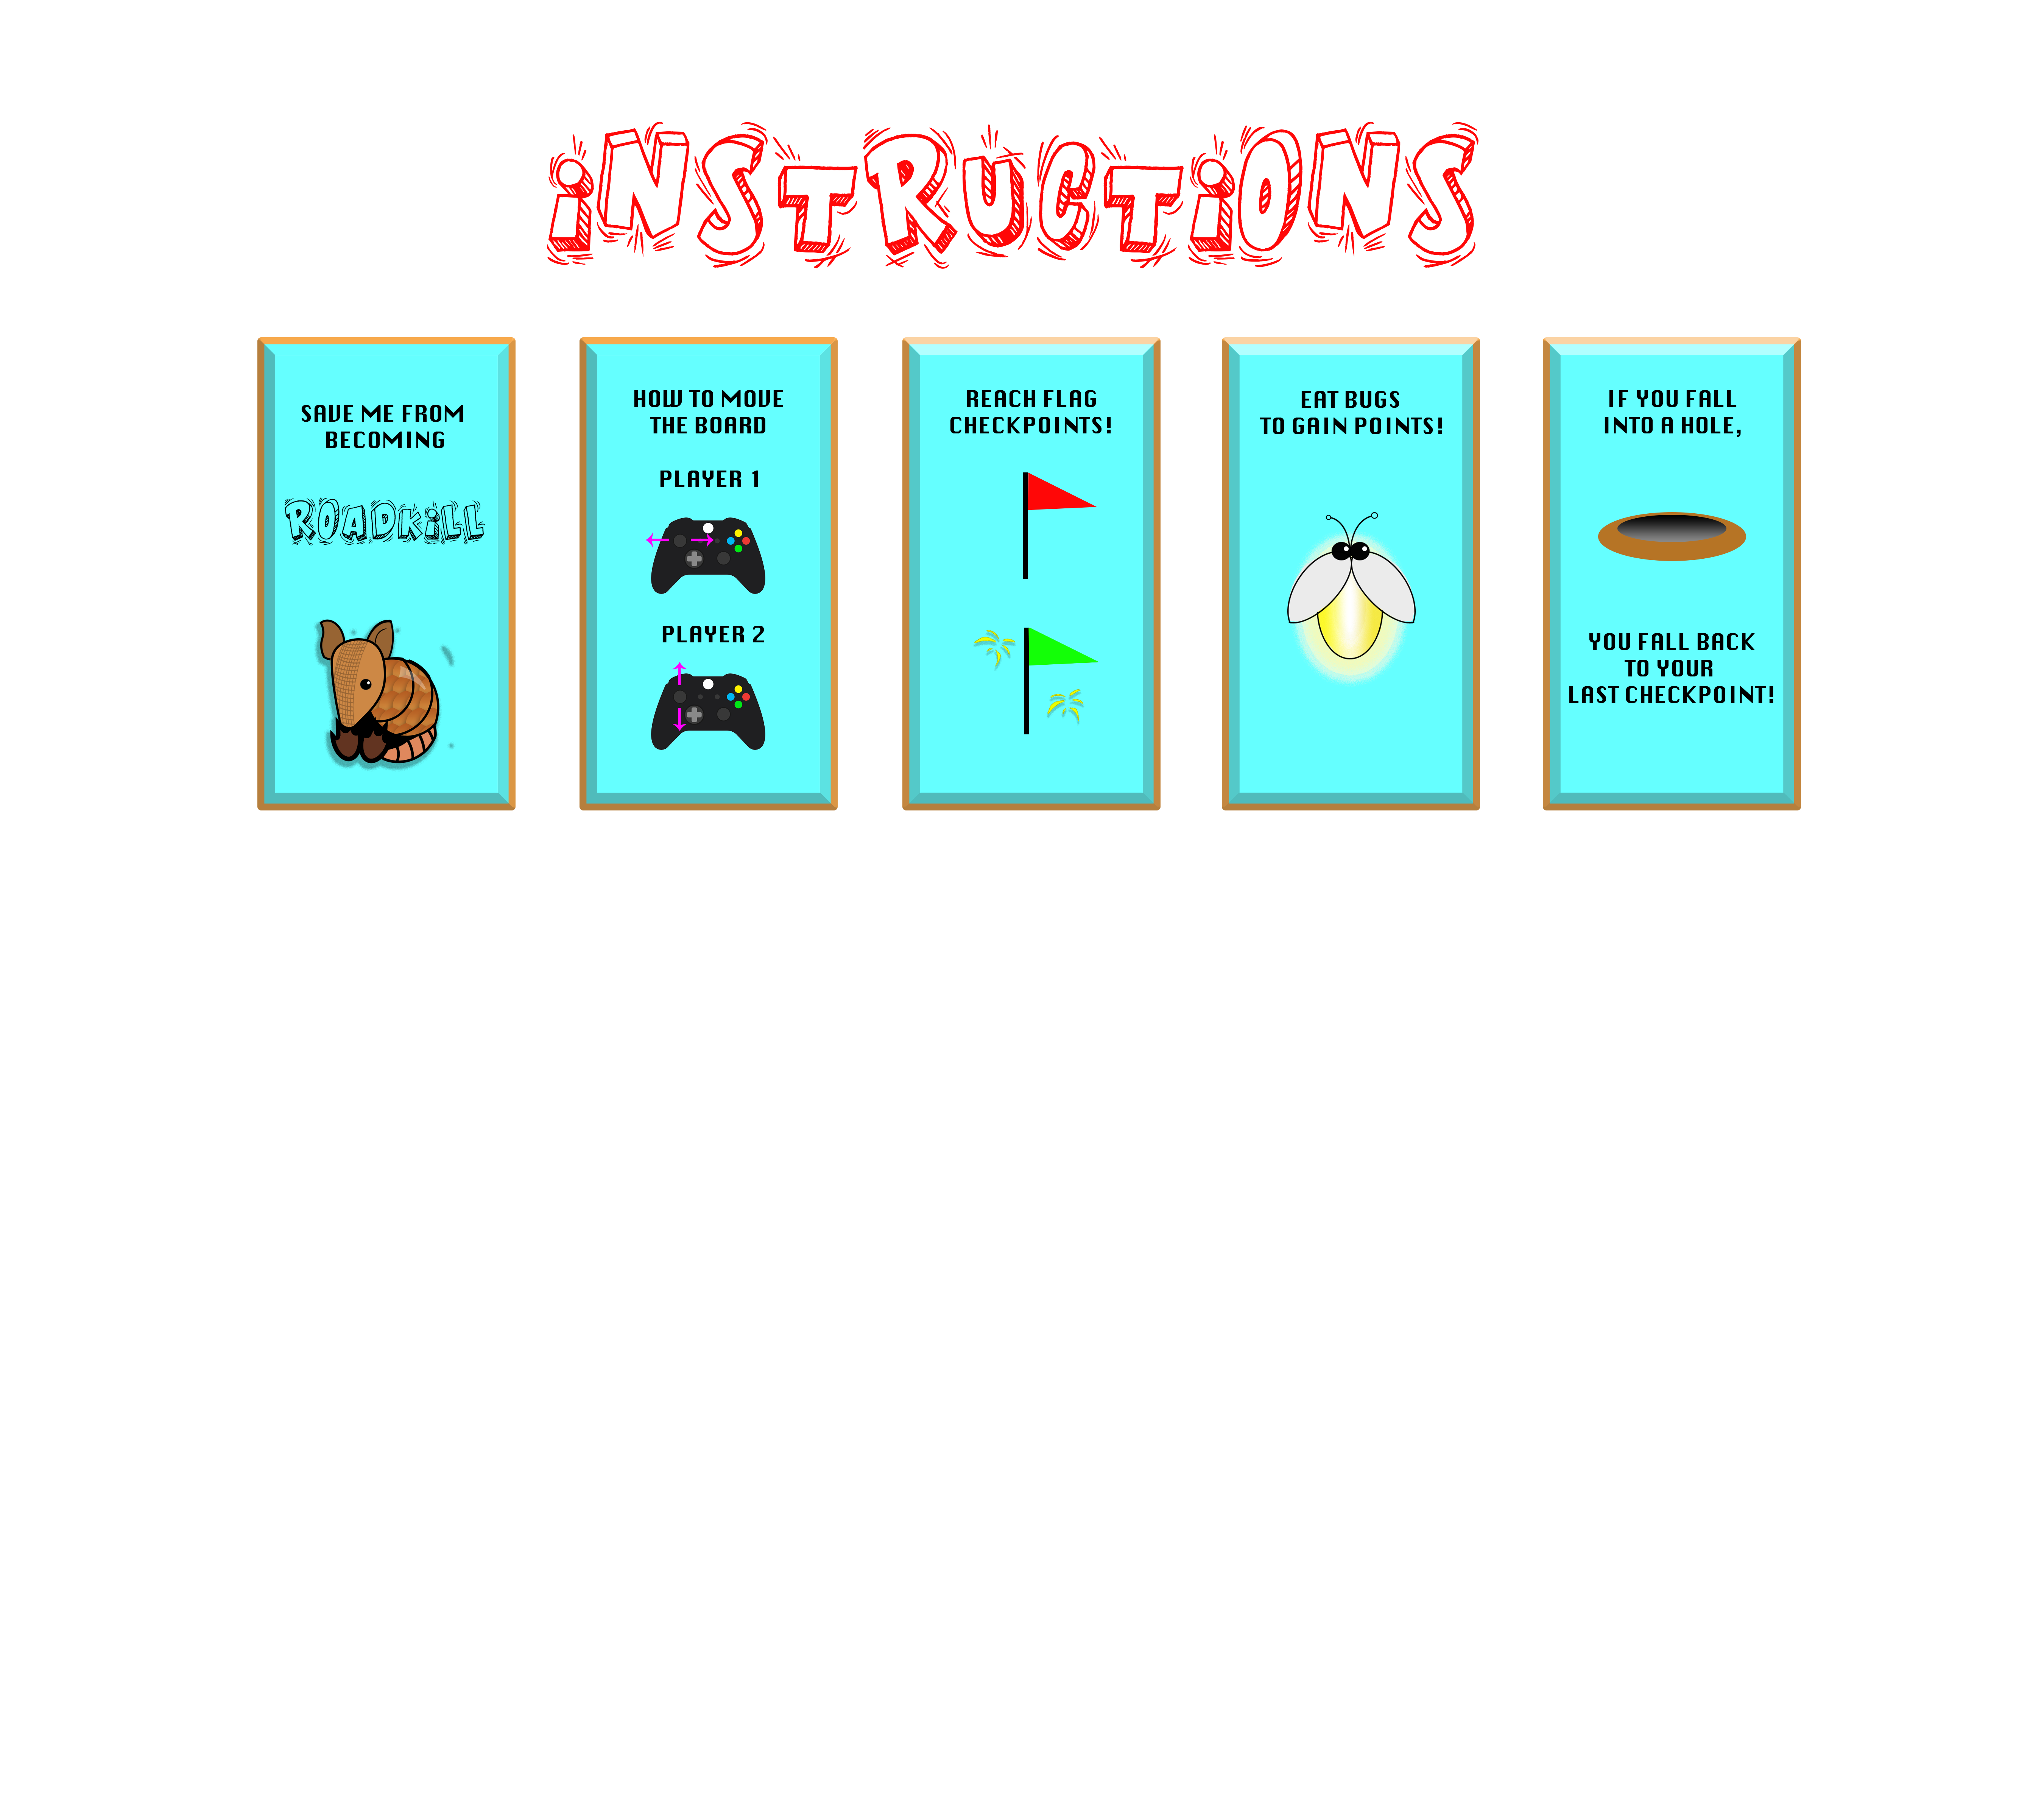 iNSTRUCTiONS
SAVE ME FROM
BECOMING
ROADKiLL
HOW TO MOVE
THE BOARD
PLAYER 1
PLAYER 2
REACH FLAG
CHECKPOINTS!
EAT BUGS
TO GAIN POINTS!
IF YOU FALL
INTO A HOLE,
YOU FALL BACK
TO YOUR
LAST CHECKPOINT!